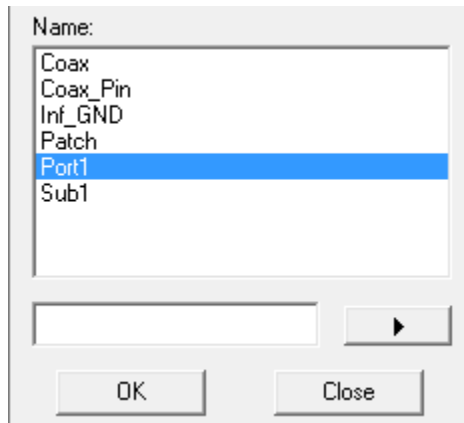 Name:
Coax
Coax_Pin
Inf_GND
Patch
Port1
Sub1
OK
Close